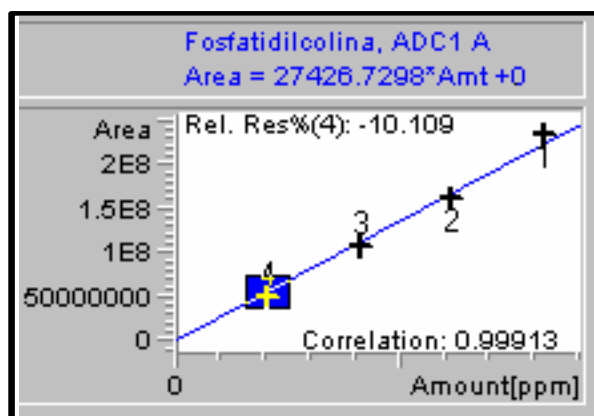 Fosfatidilcolina, ADC1 A
Area = 27426.7298*Amt +0
Area
Rel. Res%(4): -10.109
2E8
1.5E8
1E8
50000000
0
1
2
3
4
Correlation: 0.99913
0
Amount[ppm]